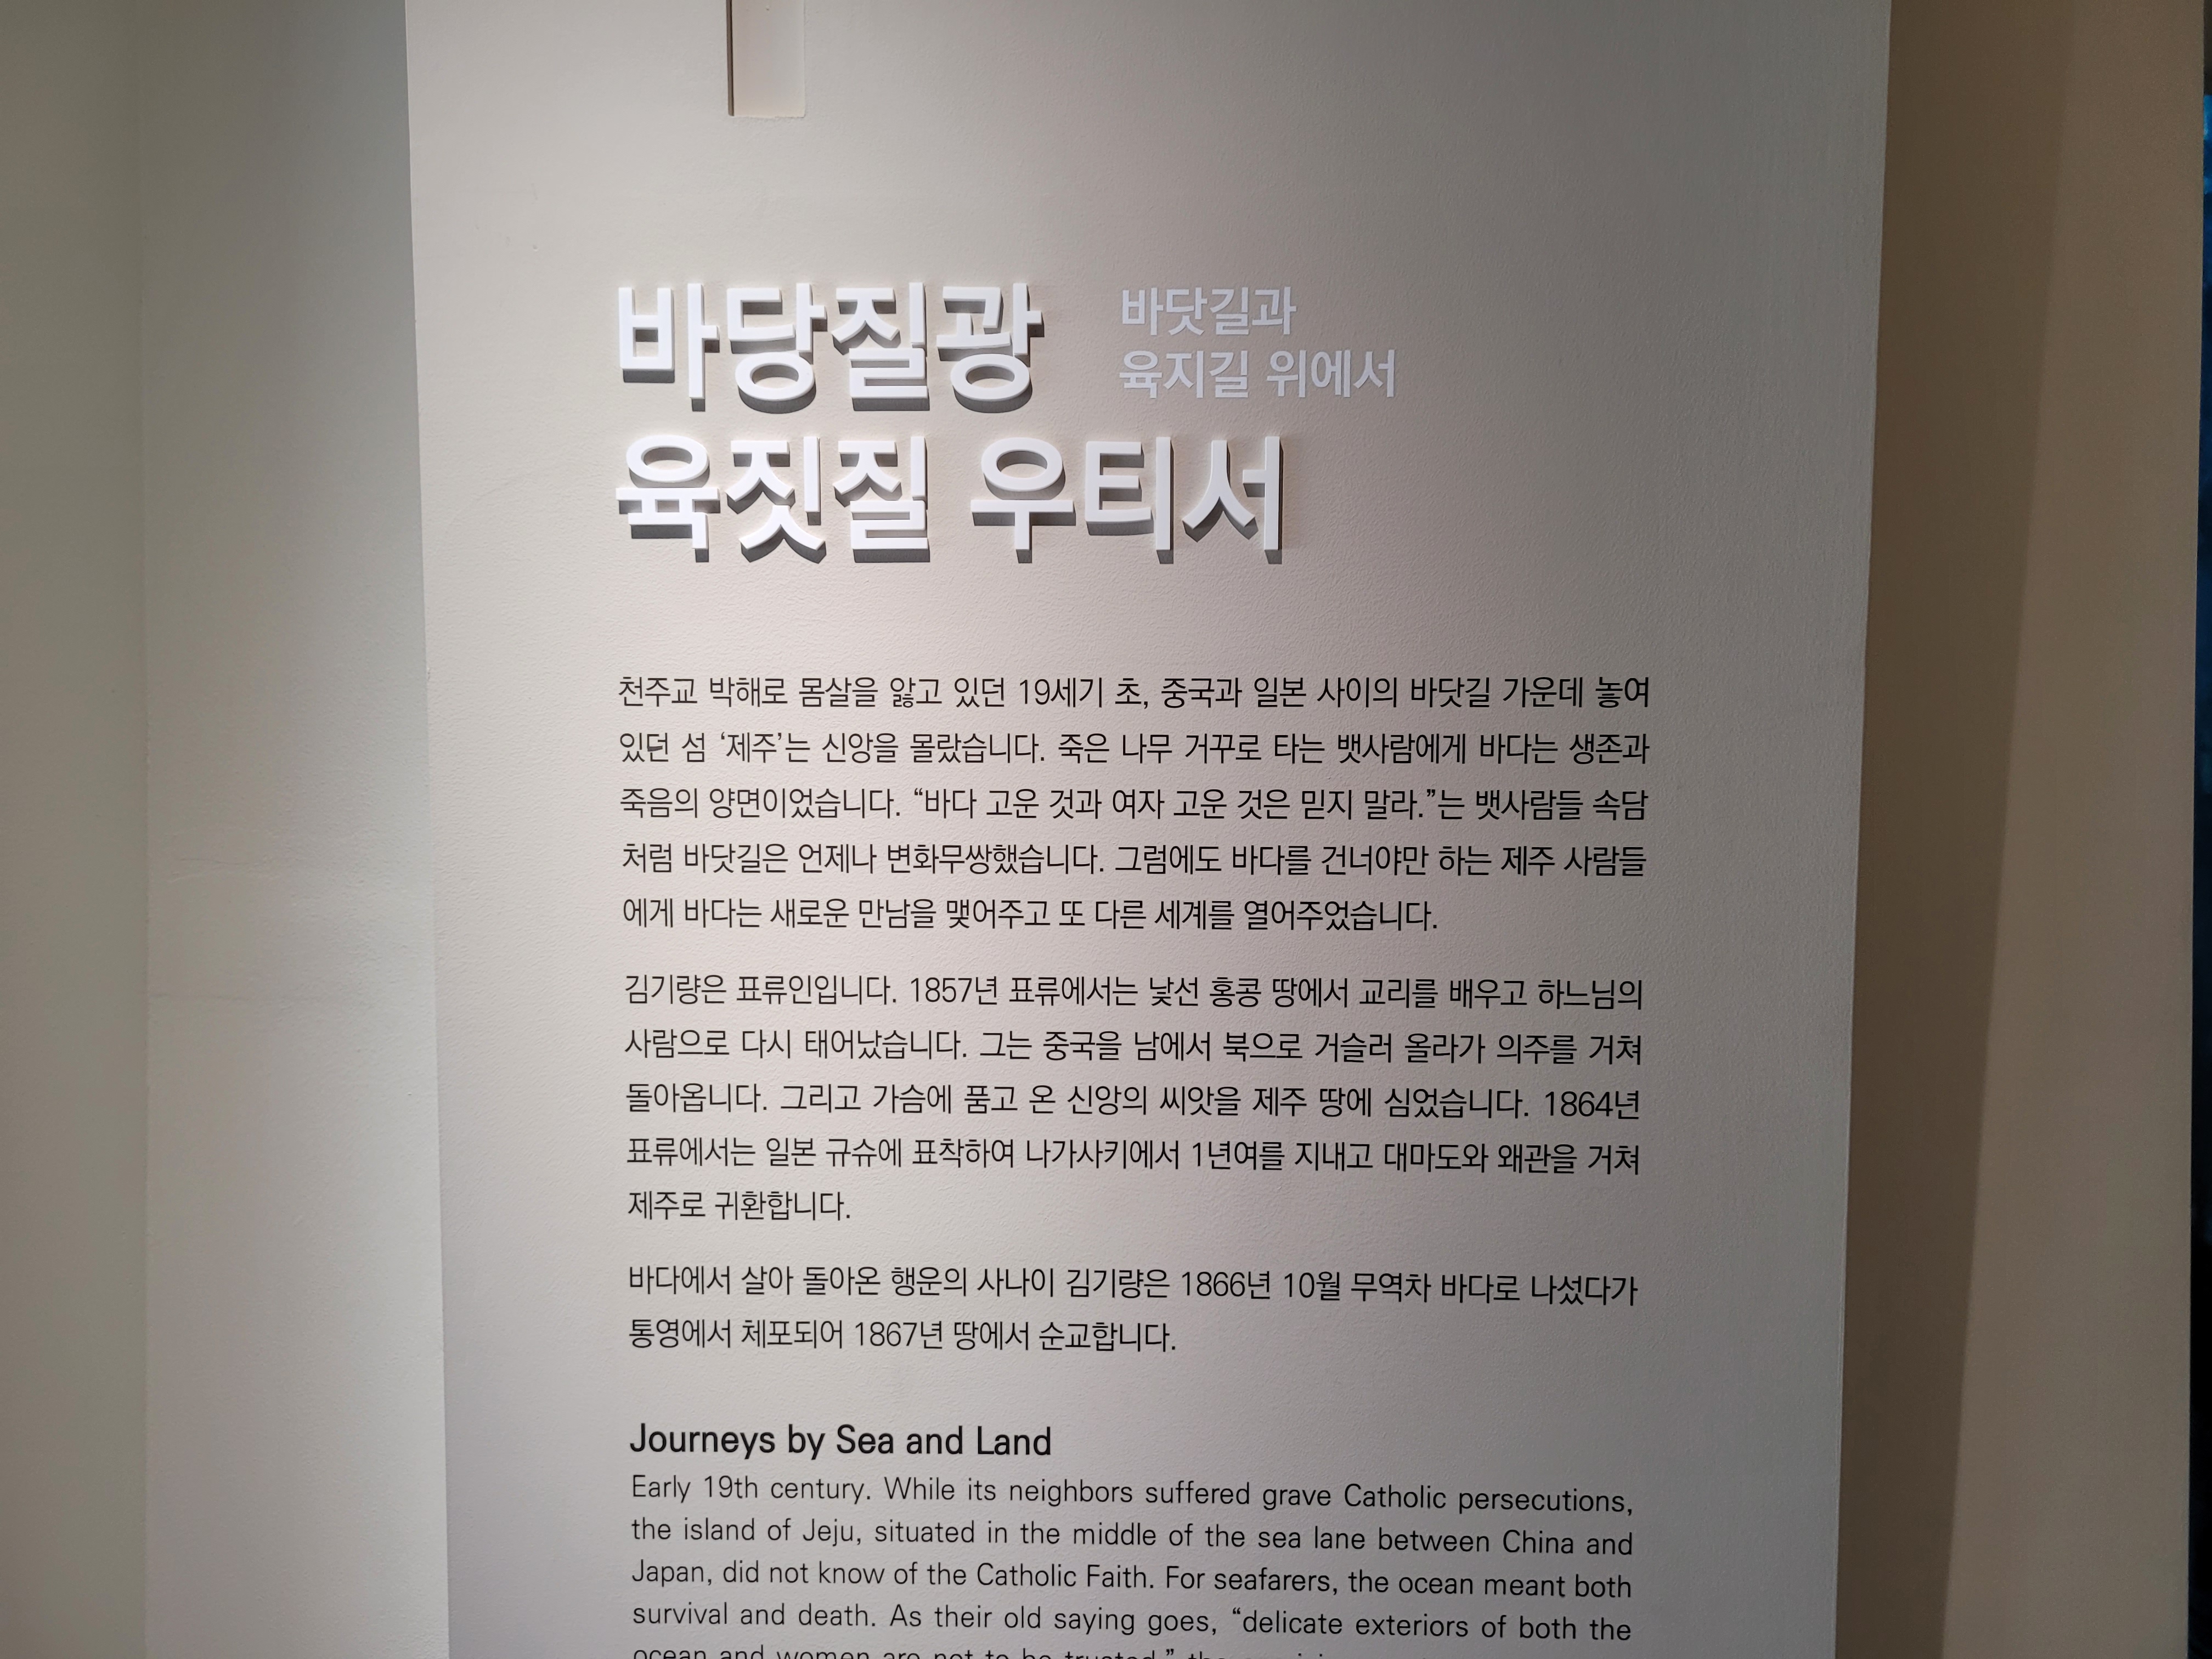 바당질광
육짓질 우티서
바닷길과
육지길 위에서
천주교 박해로 몸살을 앓고 있던 19세기 초, 중국과 일본 사이의 바닷길 가운데 놓여
있던 섬 ‘제주’는 신앙을 몰랐습니다. 죽은 나무 거꾸로 타는 뱃사람에게 바다는 생존과
죽음의 양면이었습니다. “바다 고운 것과 여자 고운 것은 믿지 말라.”는 뱃사람들 속담
처럼 바닷길은 언제나 변화무쌍했습니다. 그럼에도 바다를 건너야만 하는 제주 사람들
에게 바다는 새로운 만남을 맺어주고 또 다른 세계를 열어주었습니다.
김기량은 표류인입니다. 1857년 표류에서는 낯선 홍콩 땅에서 교리를 배우고 하느님의
사람으로 다시 태어났습니다. 그는 중국을 남에서 북으로 거슬러 올라가 의주를 거쳐
돌아옵니다. 그리고 가슴에 품고 온 신앙의 씨앗을 제주 땅에 심었습니다. 1864년
표류에서는 일본 규슈에 표착하여 나가사키에서 1년여를 지내고 대마도와 왜관을 거쳐
제주로 귀환합니다.
바다에서 살아 돌아온 행운의 사나이 김기량은 1866년 10월 무역차 바다로 나섰다가
통영에서 체포되어 1867년 땅에서 순교합니다.
Journeys by Sea and Land
Early 19th century. While its neighbors suffered grave Catholic persecutions,
the island of Jeju, situated in the middle of the sea lane between China and
Japan, did not know of the Catholic Faith. For seafarers, the ocean meant both
survival and death. As their old saying goes, “delicate exteriors of both the
ocean and women are not to be trusted,”